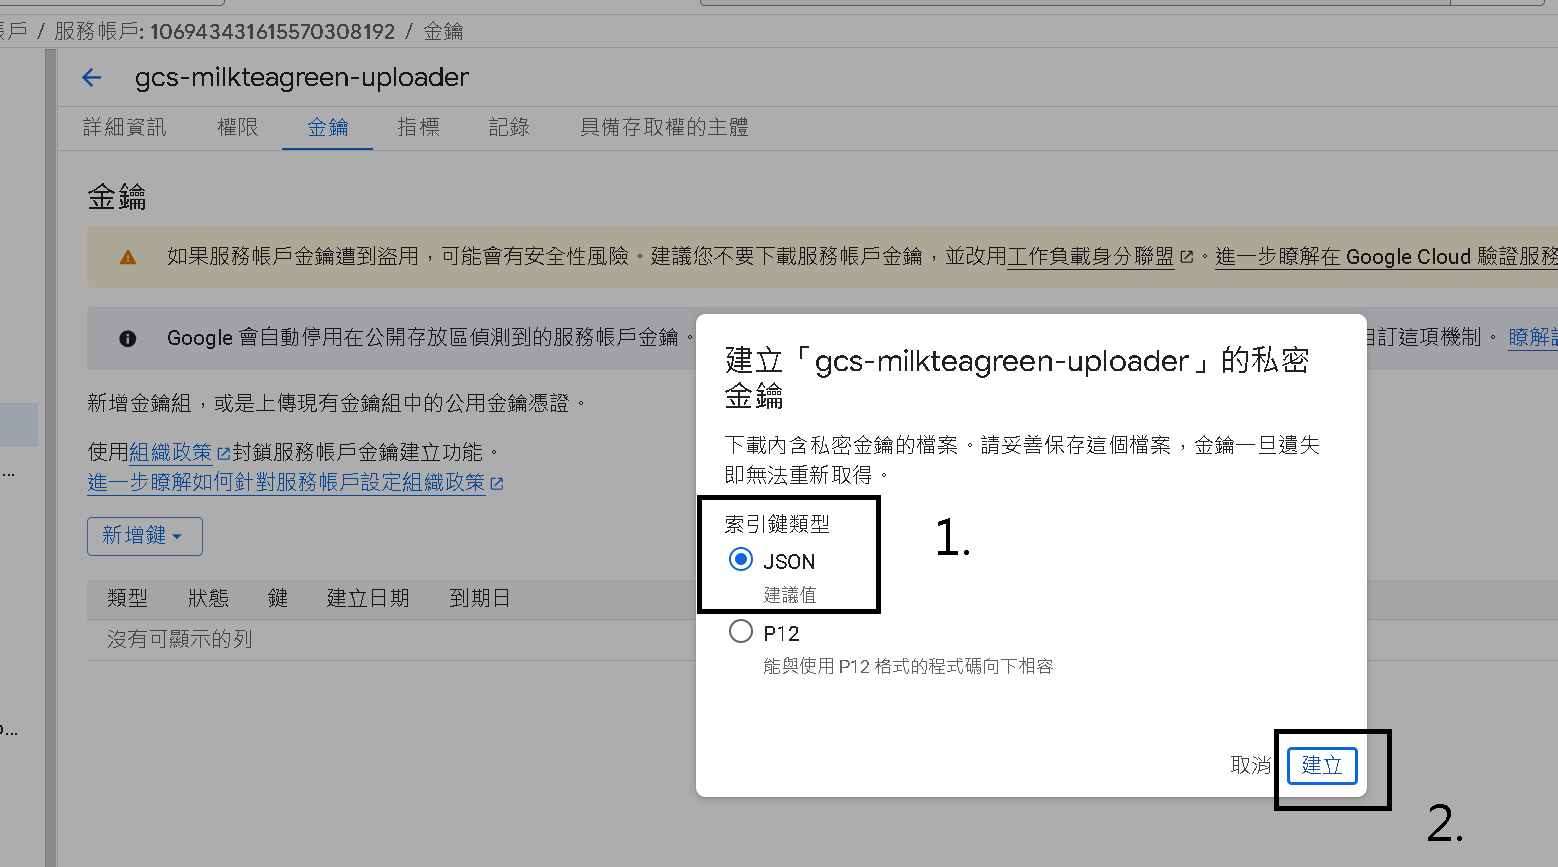 帳戶 / 服務帳戶: 106943431615570308192 / 金鑰
gcs-milkteagreen-uploader
詳細資訊 權限 金鑰 指標 記錄 具備存取權的主體
金鑰
如果服務帳戶金鑰遭到盜用，可能會有安全性風險。建議您不要下載服務帳戶金鑰，並改用工作負載身分聯盟。進一步瞭解在 Google Cloud 驗證服務
Google 會自動停用在公開存放區偵測到的服務帳戶金鑰。 自訂這項機制。 瞭解
新增金鑰組，或是上傳現有金鑰組中的公用金鑰憑證。
使用組織政策封鎖服務帳戶金鑰建立功能。
進一步瞭解如何針對服務帳戶設定組織政策
新增鍵
類型 狀態 鍵 建立日期 到期日
沒有可顯示的列
建立「gcs-milkteagreen-uploader」的私密
金鑰
下載內含私密金鑰的檔案。請妥善保存這個檔案，金鑰一旦遺失
即無法重新取得。
索引鍵類型
JSON
建議值
1.
P12
能與使用 P12 格式的程式碼向下相容
取消 建立
2.